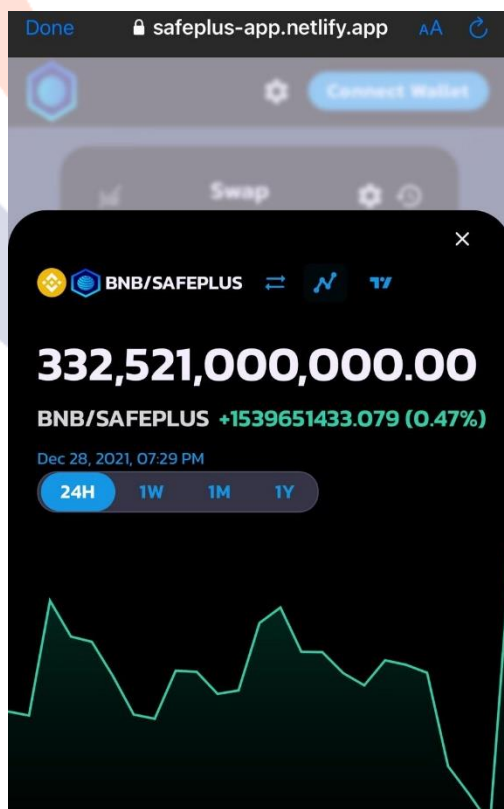 Done safeplus-app.netlify.app AA
Connect Wallet
Swap
BNB/SAFEPLUS
332,521,000,000.00
BNB/SAFEPLUS +1539651433.079 (0.47%)
Dec 28, 2021, 07:29 PM
24H 1W 1M 1Y